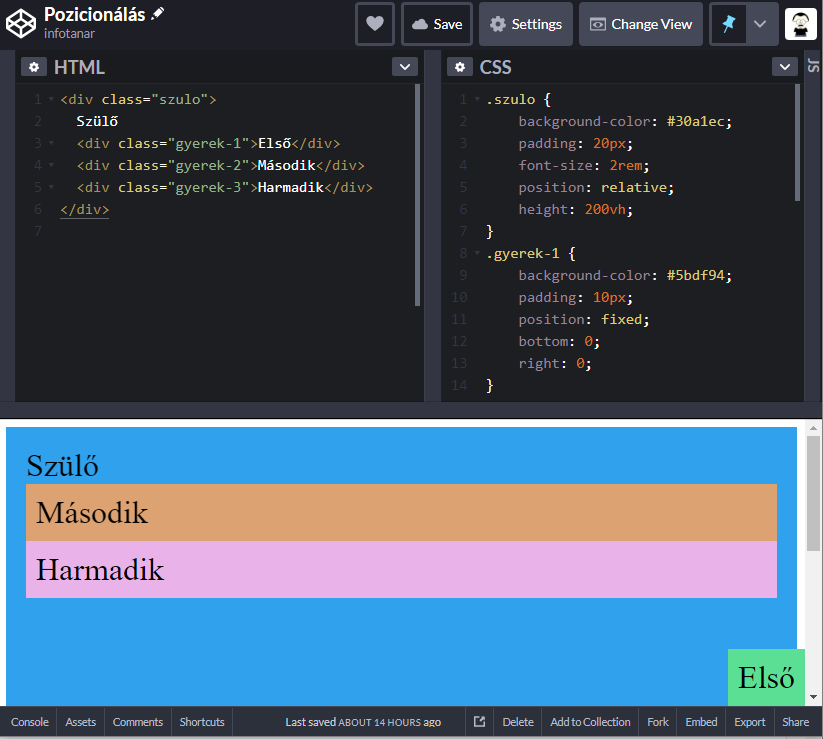 Pozicionálás
infotanar
Save
Settings
Change View
HTML
CSS
JS
1 <div class="szulo">
2 Szülő
3 <div class="gyerek-1">Első</div>
4 <div class="gyerek-2">Második</div>
5 <div class="gyerek-3">Harmadik</div>
6 </div>
7
1 .szulo {
2 background-color: #30a1ec;
3 padding: 20px;
4 font-size: 2rem;
5 position: relative;
6 height: 200vh;
7 }
8 .gyerek-1 {
9 background-color: #5bdf94;
10 padding: 10px;
11 position: fixed;
12 bottom: 0;
13 right: 0;
14 }
Szülő
Második
Harmadik
Első
Console Assets Comments Shortcuts Last saved ABOUT 14 HOURS ago Delete Add to Collection Fork Embed Export Share